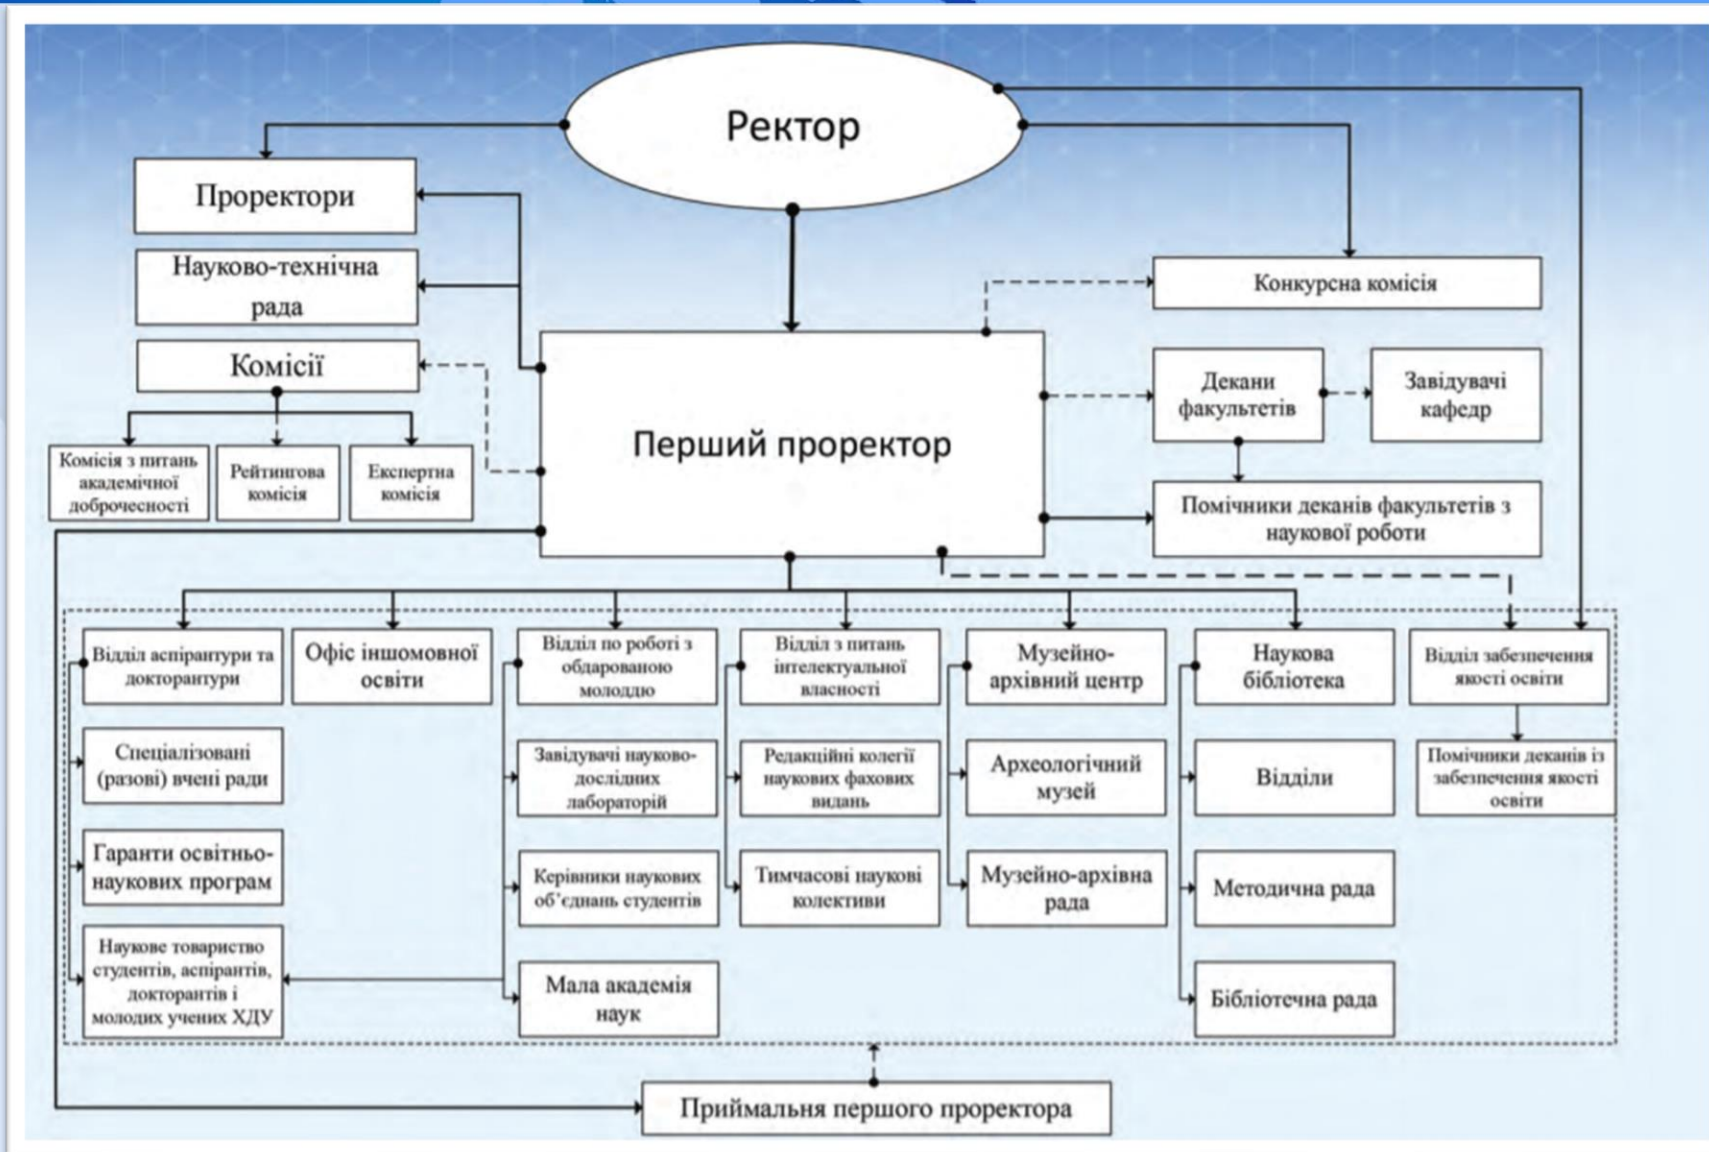 Ректор
Проректори
Науково-технічна
рада
Комісії
Комісія з питань
академічної
доброчесності
Рейтингова
комісія
Експертна
комісія
Перший проректор
Конкурсна комісія
Декани
факультетів
Завідувачі
кафедр
Помічники деканів факультетів з
наукової роботи
Відділ аспірантури та
докторантури
Спеціалізовані
(разові) вчені ради
Гаранти освітньо-
наукових програм
Наукове товариство
студентів, аспірантів,
докторантів і
молодих учених ХДУ
Офіс іншомовної
освіти
Відділ по роботі з
обдарованою
молоддю
Завідувачі науково-
дослідних
лабораторій
Керівники наукових
об’єднань студентів
Мала академія
наук
Відділ з питань
інтелектуальної
власності
Редакційні колегії
наукових фахових
видань
Тимчасові наукові
колективи
Музейно-
архівний центр
Археологічний
музей
Музейно-архівна
рада
Наукова
бібліотека
Відділи
Методична рада
Бібліотечна рада
Відділ забезпечення
якості освіти
Помічники деканів із
забезпечення якості
освіти
Приймальня першого проректора